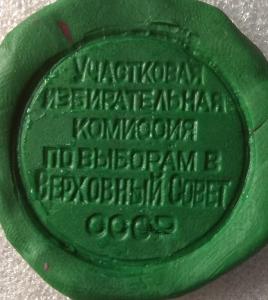 УЧАСТКОВАЯ
ИЗБИРАТЕЛЬНАЯ
КОМИССИЯ
ПО ВЫБОРАМ В
ВЕРХОВНЫЙ СОВЕТ
СССР